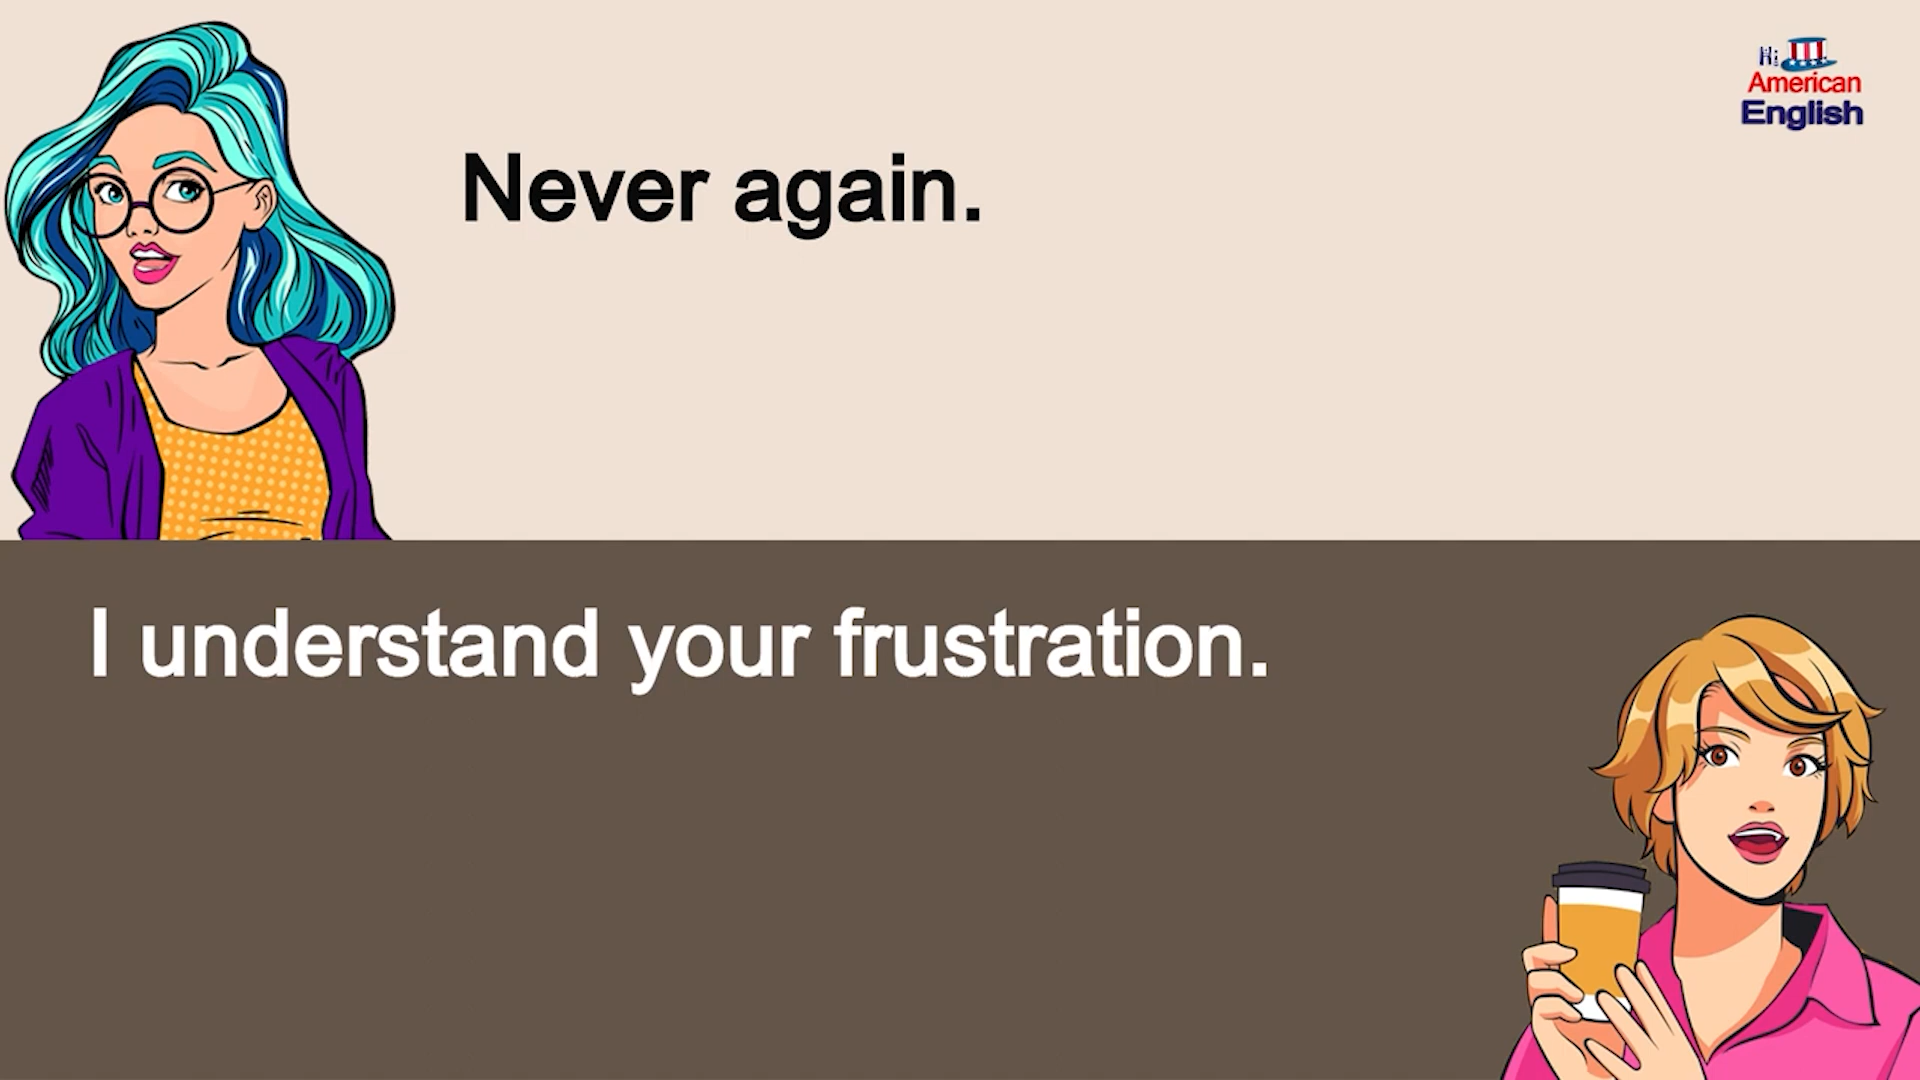 Hi
American
English
Never again.
I understand your frustration.